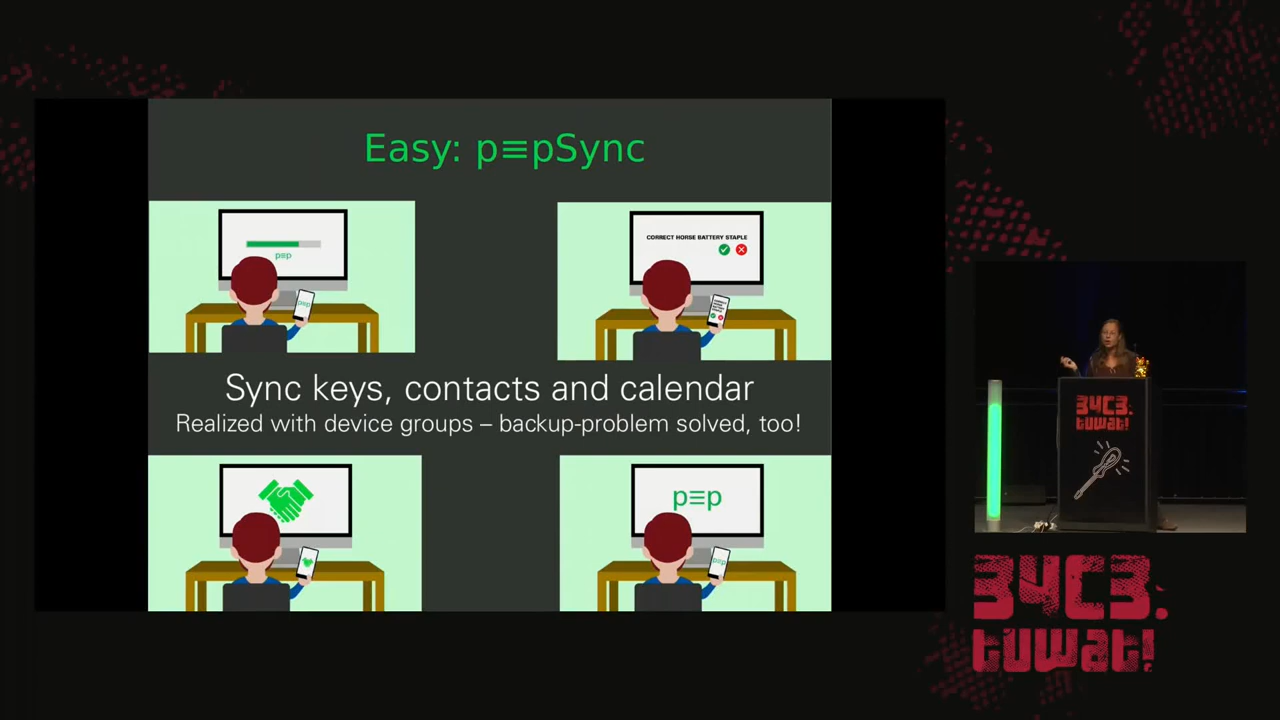 Easy: p≡pSync
p≡p
p≡p
CORRECT HORSE BATTERY STAPLE
Sync keys, contacts and calendar
Realized with device groups – backup-problem solved, too!
p≡p
p≡p
34C3.
tuwat!
34C3.
tuwat!